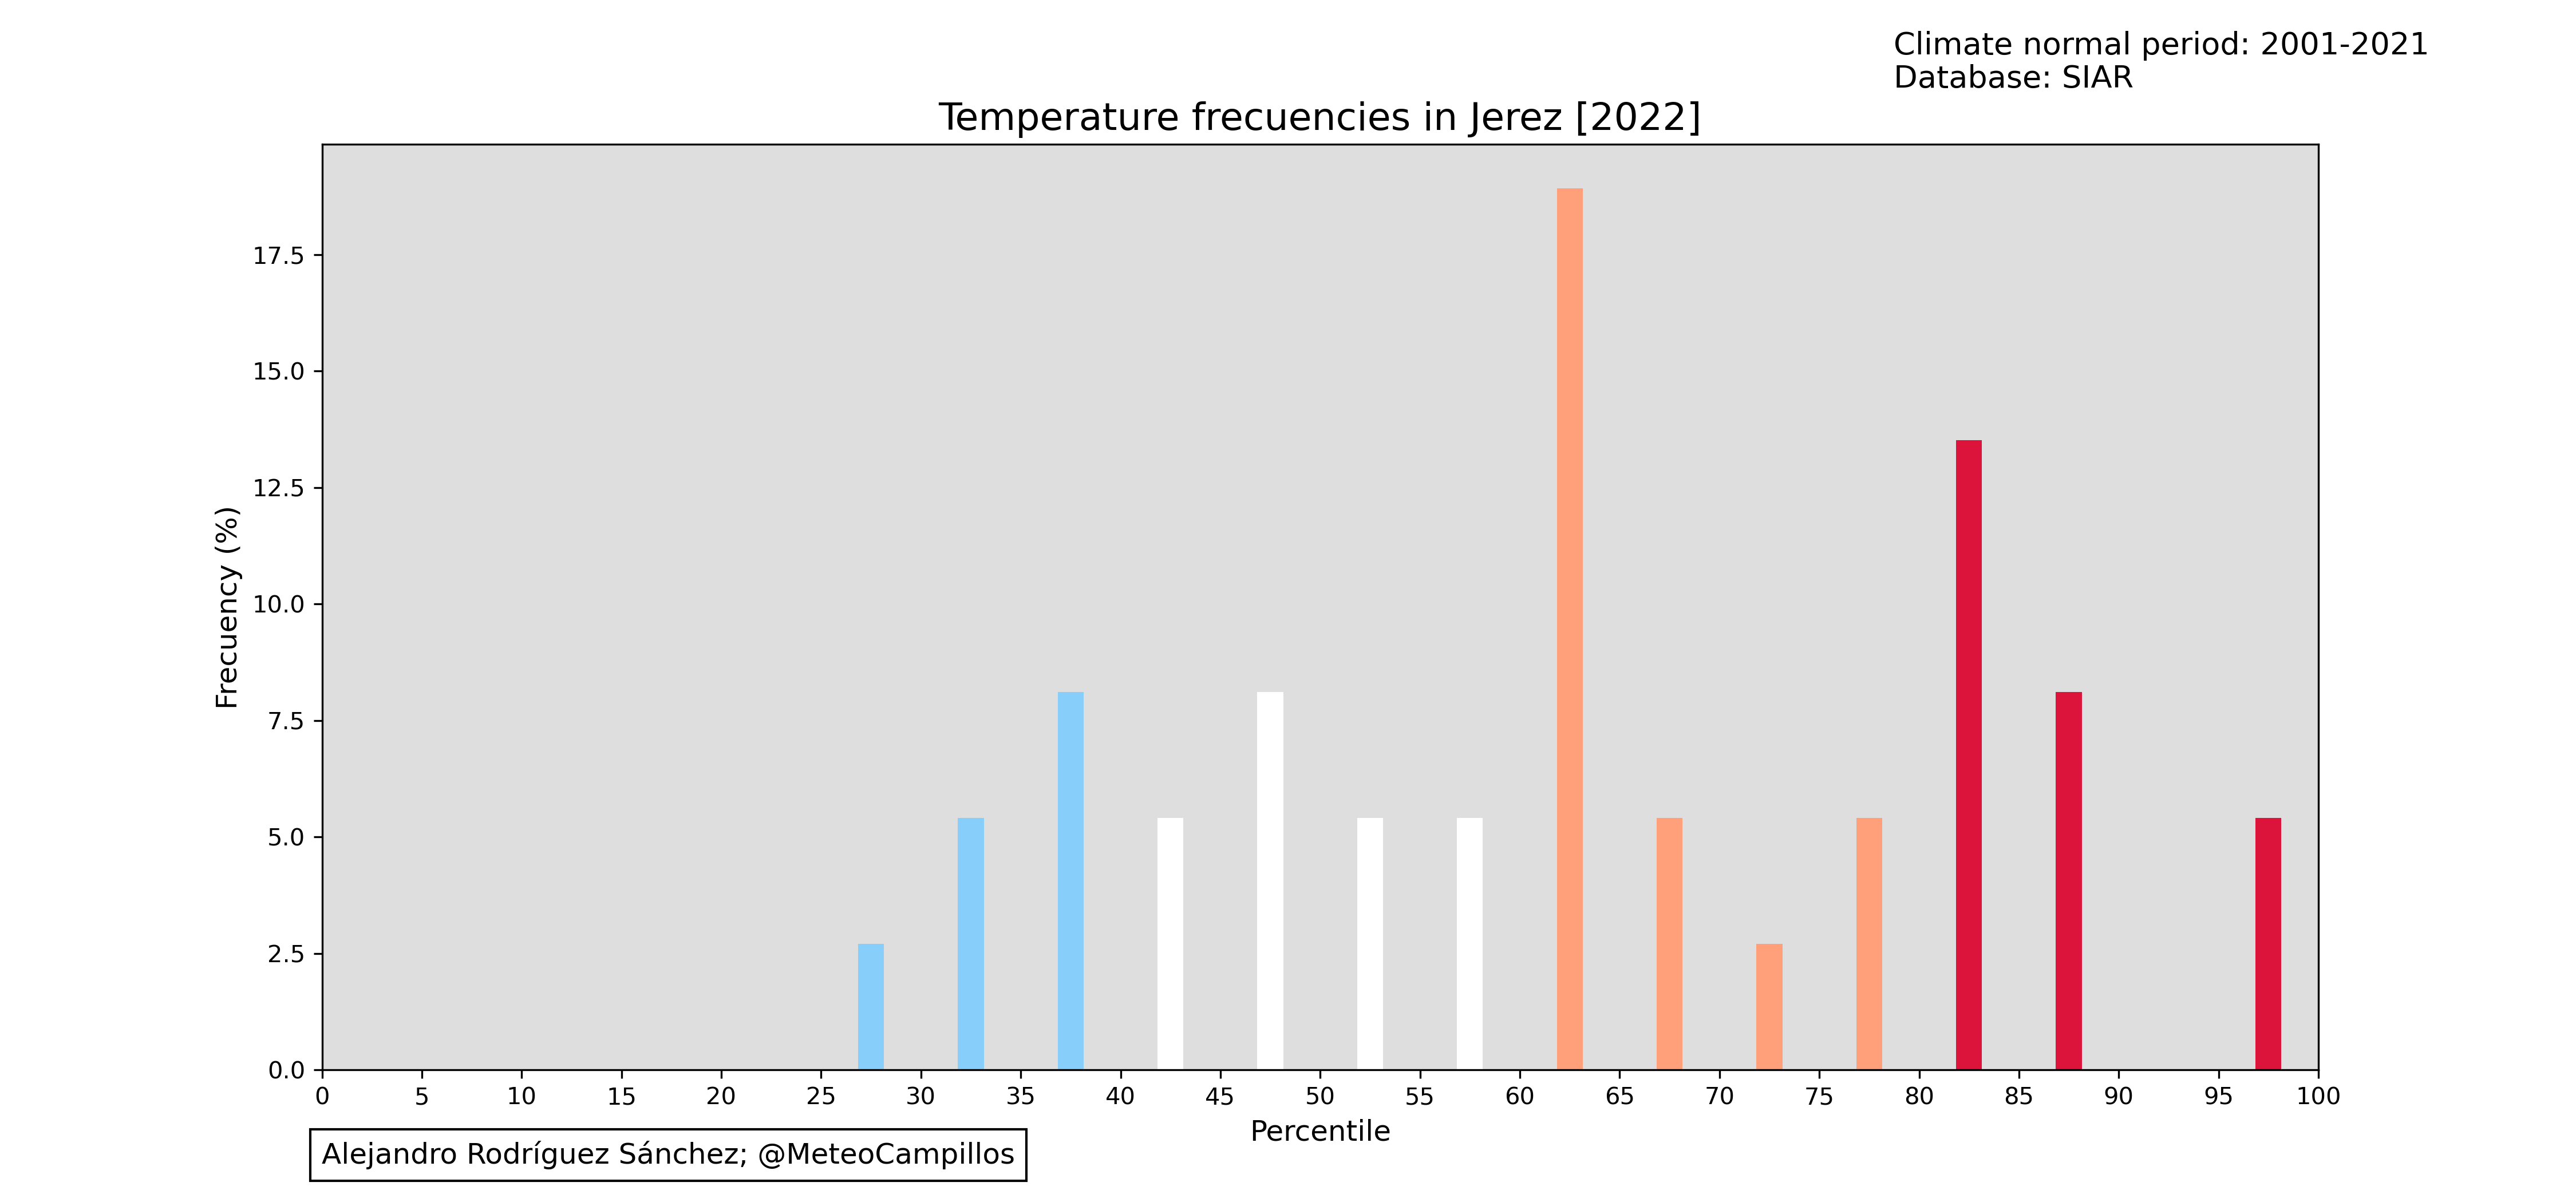 Climate normal period: 2001-2021
Database: SIAR
Temperature frecuencies in Jerez [2022]
Frecuency (%)
17.5
15.0
12.5
10.0
7.5
5.0
2.5
0.0
0 5 10 15 20 25 30 35 40 45 50 55 60 65 70 75 80 85 90 95 100
Percentile
Alejandro Rodríguez Sánchez; @MeteoCampillos